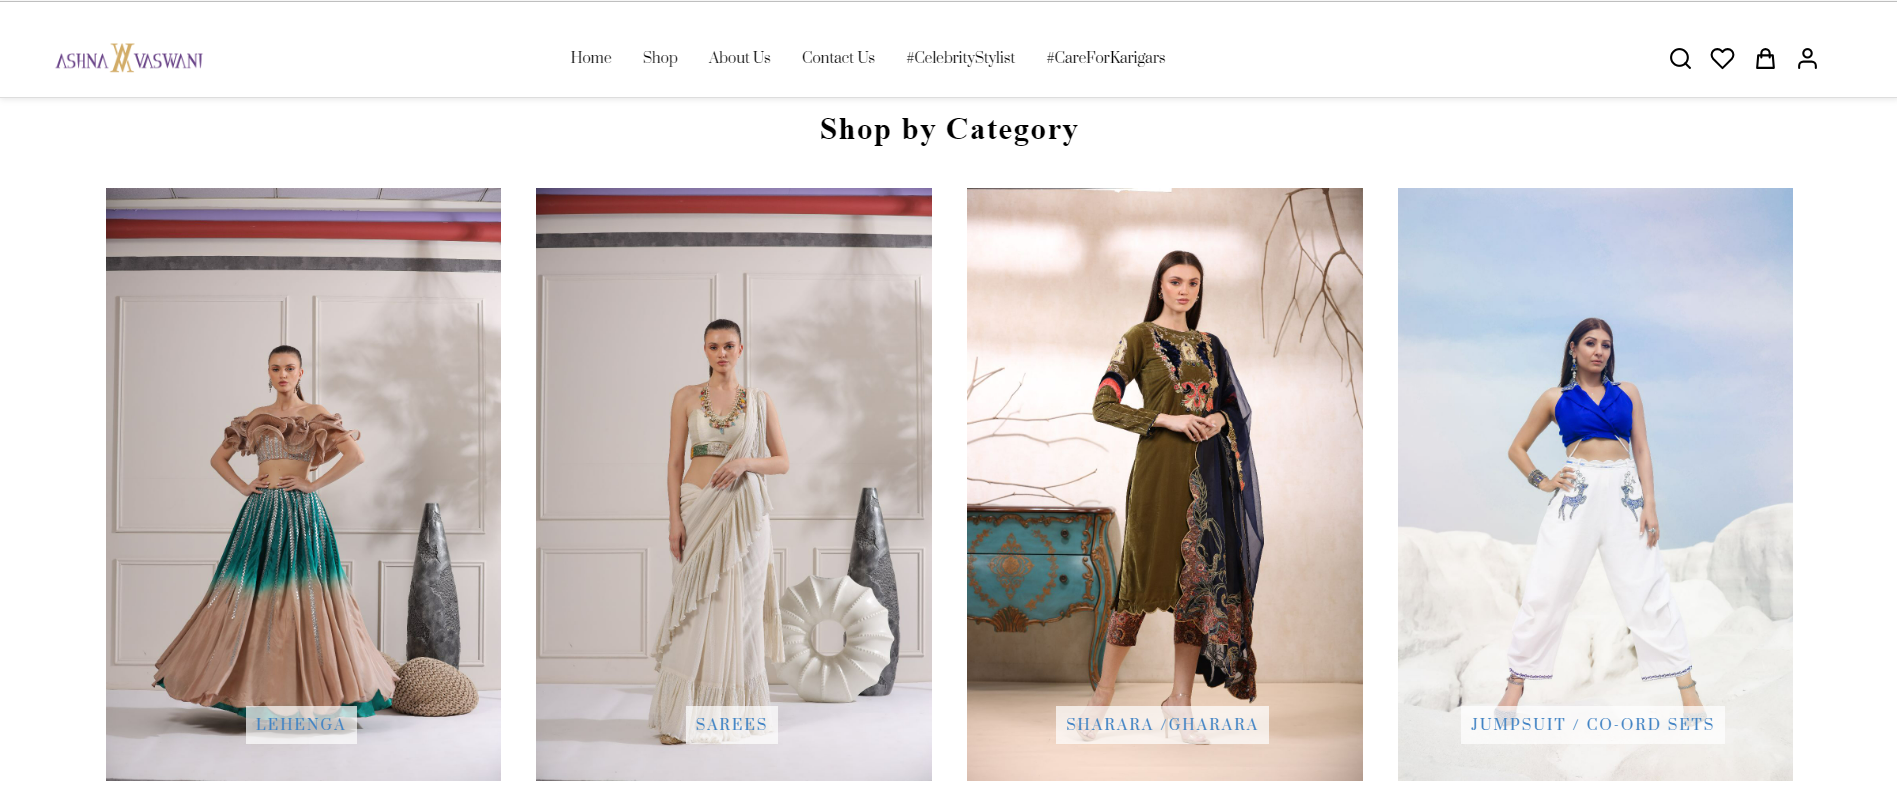 ASHNA VASWANI
Home Shop About Us Contact Us #CelebrityStylist #CareForKarigars
Shop by Category
LEHENGA
SAREES
SHARARA /GHARARA
JUMPSUIT / CO-ORD SETS